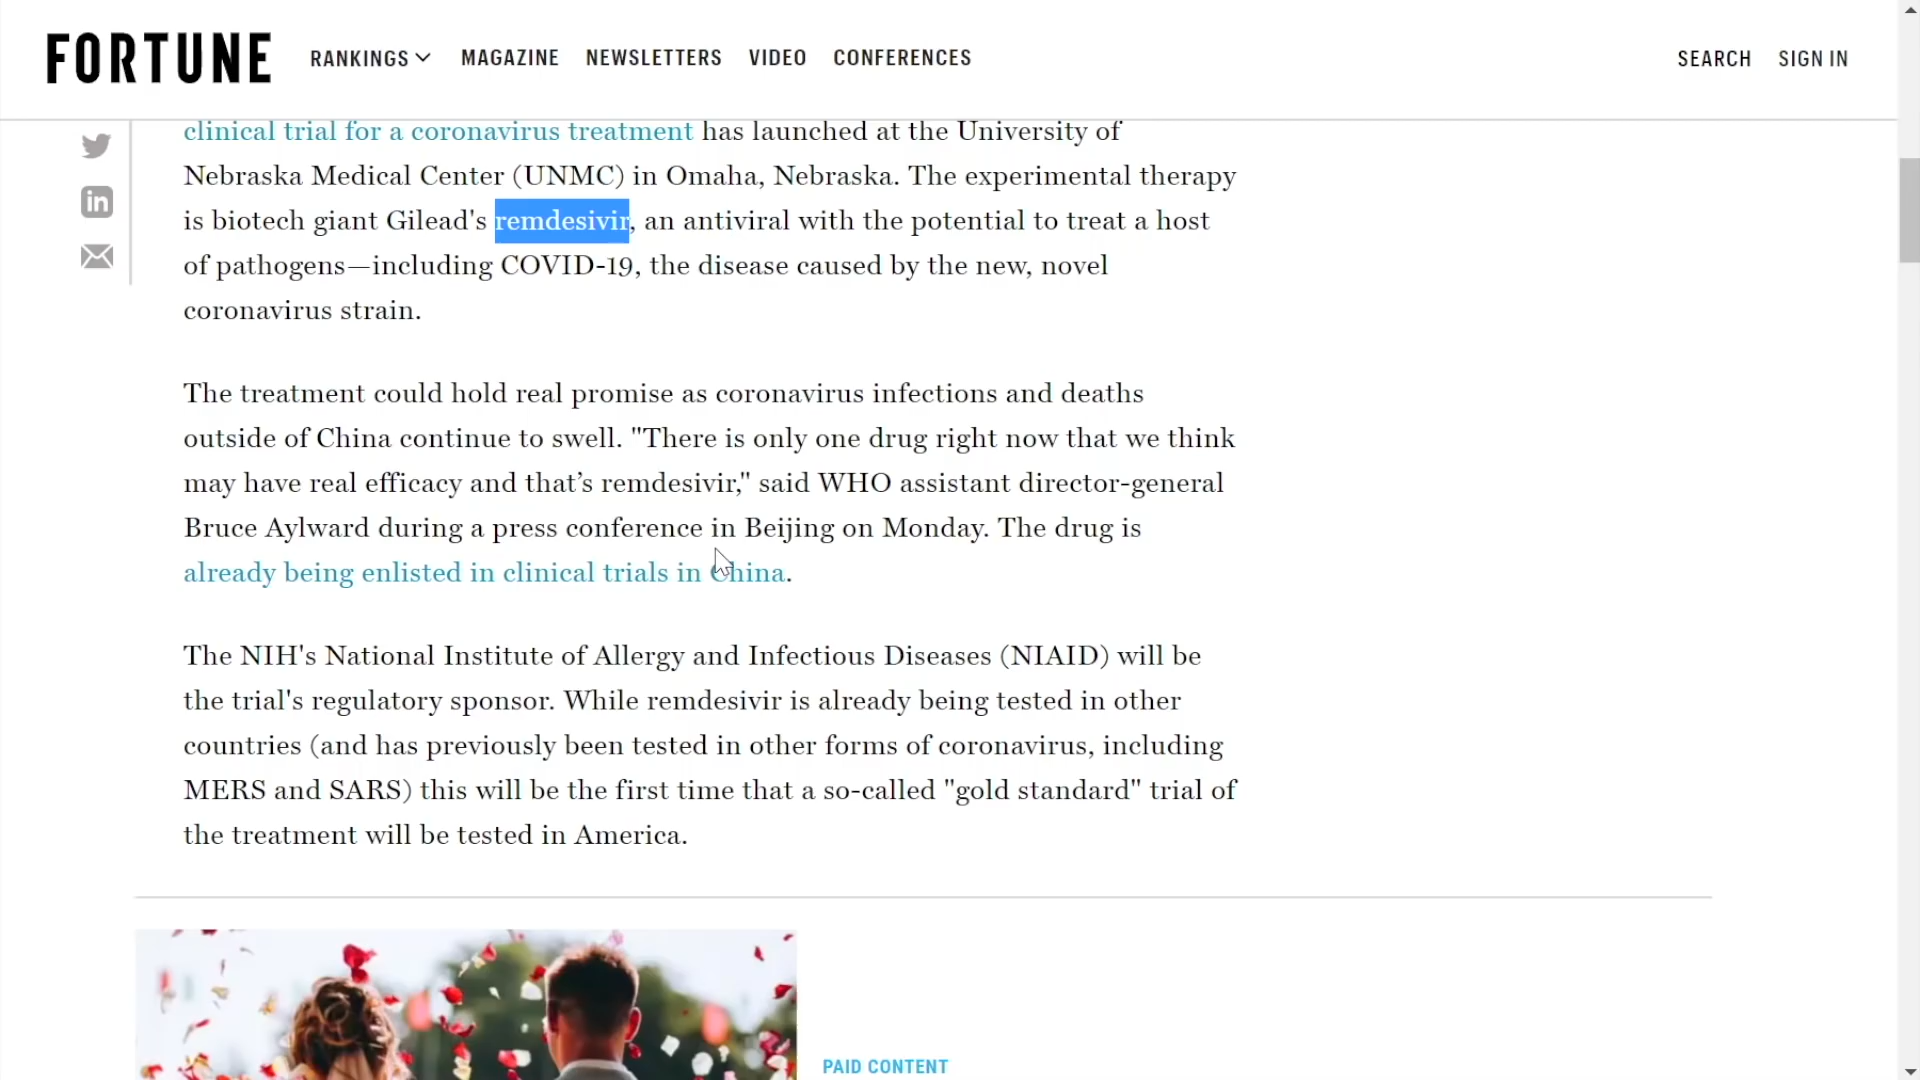 FORTUNE
RANKINGS MAGAZINE NEWSLETTERS VIDEO CONFERENCES SEARCH SIGN IN
clinical trial for a coronavirus treatment has launched at the University of
Nebraska Medical Center (UNMC) in Omaha, Nebraska. The experimental therapy
is biotech giant Gilead's remdesivir, an antiviral with the potential to treat a host
of pathogens—including COVID-19, the disease caused by the new, novel
coronavirus strain.
The treatment could hold real promise as coronavirus infections and deaths
outside of China continue to swell. "There is only one drug right now that we think
may have real efficacy and that’s remdesivir," said WHO assistant director-general
Bruce Aylward during a press conference in Beijing on Monday. The drug is
already being enlisted in clinical trials in China.
The NIH's National Institute of Allergy and Infectious Diseases (NIAID) will be
the trial's regulatory sponsor. While remdesivir is already being tested in other
countries (and has previously been tested in other forms of coronavirus, including
MERS and SARS) this will be the first time that a so-called "gold standard" trial of
the treatment will be tested in America.
PAID CONTENT